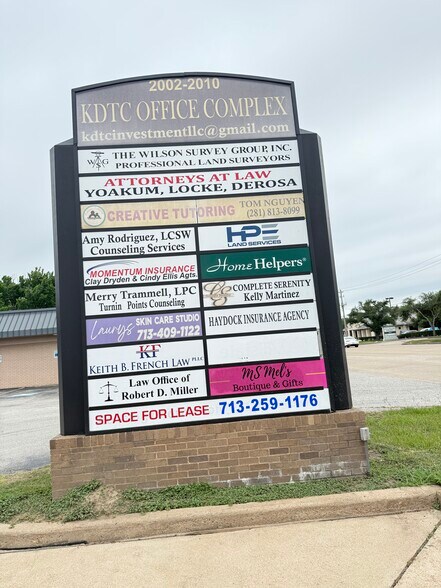 2002-2010
KDTC OFFICE COMPLEX
kdtcinvestmentllc@gmail.com
WSG
THE WILSON SURVEY GROUP, INC.
PROFESSIONAL LAND SURVEYORS
ATTORNEYS AT LAW
YOAKUM, LOCKE, DEROSA
CREATIVE TUTORING
TOM NGUYEN
(281) 813-8099
Amy Rodriguez, LCSW
Counseling Services
HPE
LAND SERVICES
MOMENTUM INSURANCE
Clay Dryden & Cindy Ellis Agts.
Home Helpers®
Merry Trammell, LPC
Turnin Points Counseling
COMPLETE SERENITY
Kelly Martinez
Laurys SKIN CARE STUDIO
713-409-1122
HAYDOCK INSURANCE AGENCY
KF
KEITH B. FRENCH LAW PLLC
Law Office of
Robert D. Miller
MS Mel's
Boutique & Gifts
SPACE FOR LEASE 713-259-1176